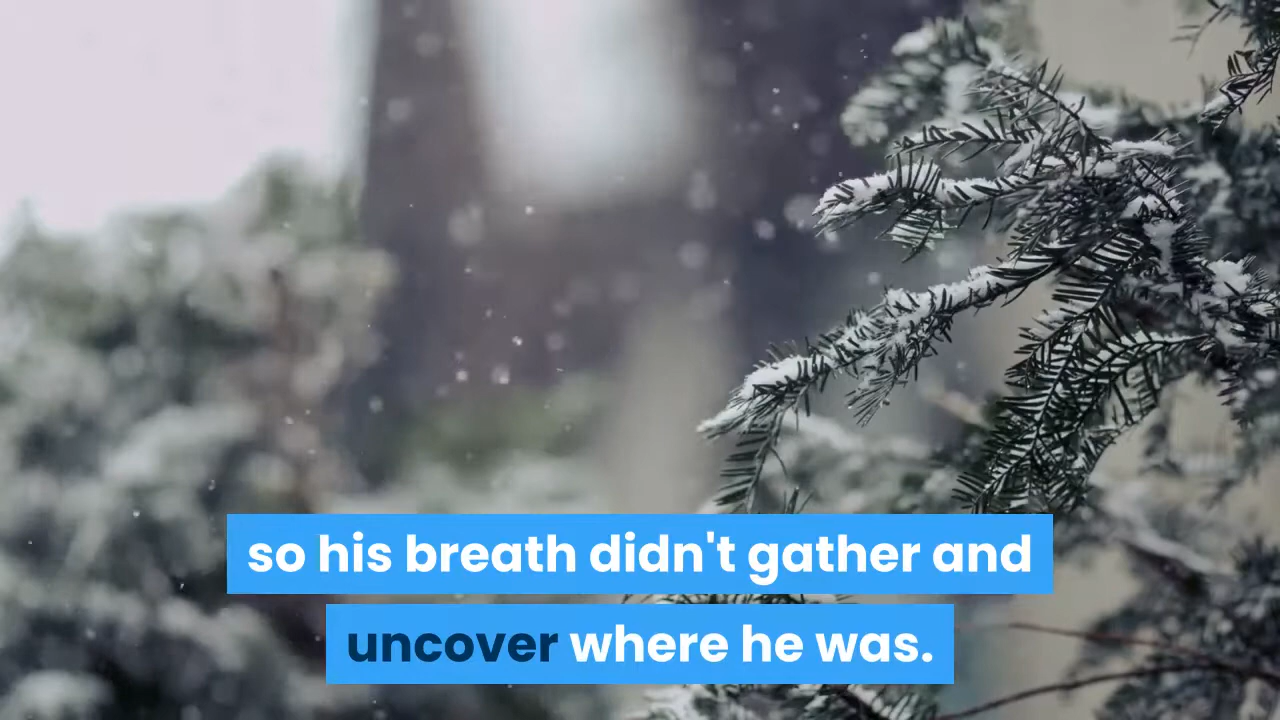 so his breath didn't gather and
uncover where he was.